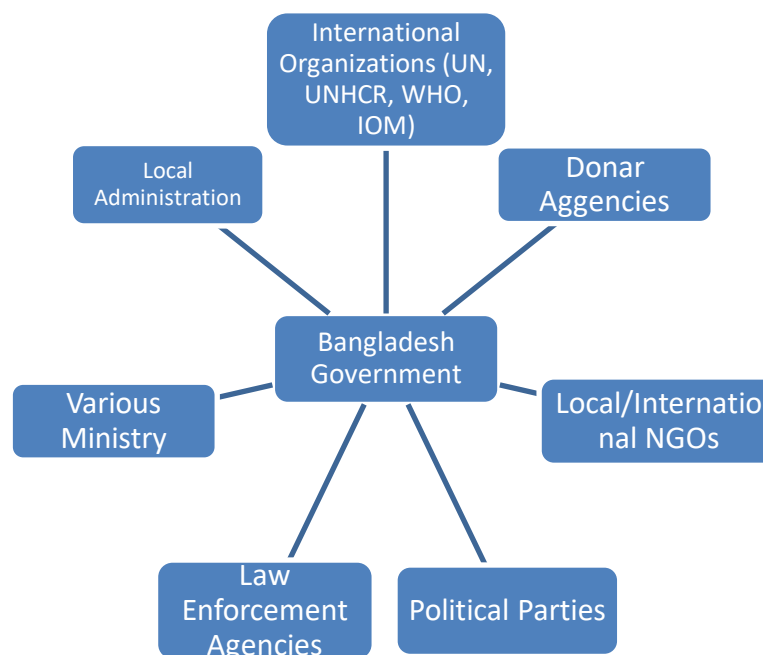 International
Organizations (UN,
UNHCR, WHO,
IOM)
Local
Administration
Donar
Aggencies
Bangladesh
Government
Various
Ministry
Local/Internatio
nal NGOs
Law
Enforcement
Agencies
Political Parties